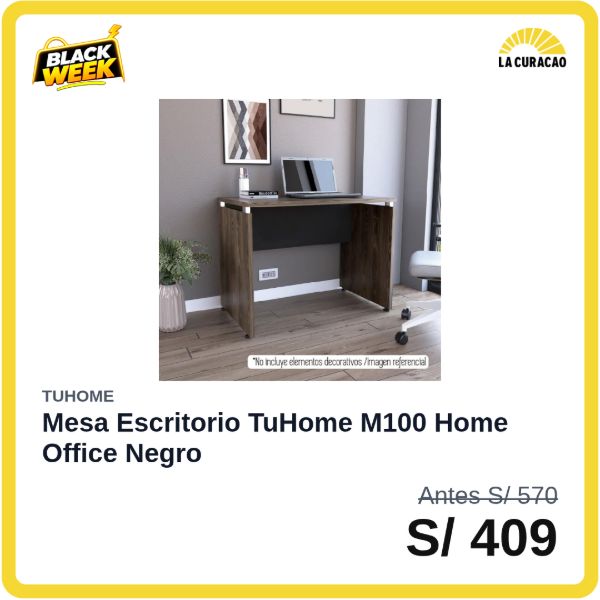 BLACK
WEEK
LA CURACAO
*No incluye elementos decorativos /imagen referencial
TUHOME
Mesa Escritorio TuHome M100 Home
Office Negro
Antes S/ 570
S/ 409